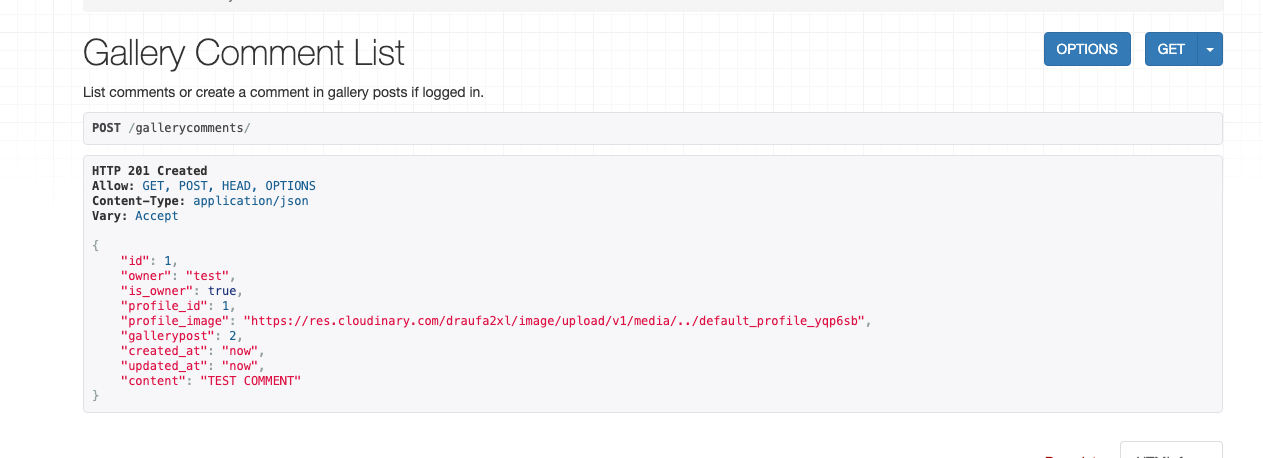 Gallery Comment List
OPTIONS
GET
List comments or create a comment in gallery posts if logged in.
POST /gallerycomments/
HTTP 201 Created
Allow: GET, POST, HEAD, OPTIONS
Content-Type: application/json
Vary: Accept
{
    "id": 1,
    "owner": "test",
    "is_owner": true,
    "profile_id": 1,
    "profile_image": "https://res.cloudinary.com/draufa2xl/image/upload/v1/media/../default_profile_yqp6sb",
    "gallerypost": 2,
    "created_at": "now",
    "updated_at": "now",
    "content": "TEST COMMENT"
}